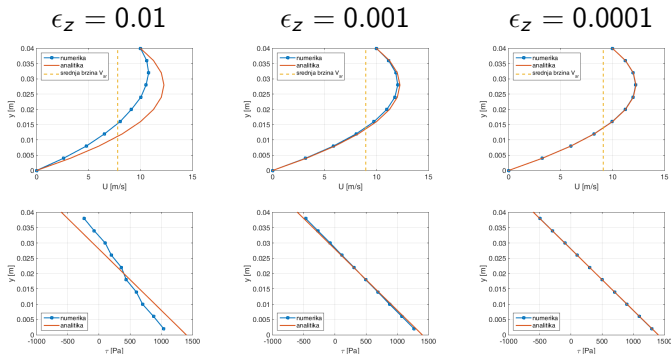 ϵz = 0.01 ϵz = 0.001 ϵz = 0.0001
0.04 0.04 0.04
numerika numerika numerika
analitika analitika analitika
srednja brzina Vsr srednja brzina Vsr srednja brzina Vsr
0.035 0.035 0.035
0.03 0.03 0.03
0.025 0.025 0.025
y [m] y [m] y [m]
0.02 0.02 0.02
0.015 0.015 0.015
0.01 0.01 0.01
0.005 0.005 0.005
0 0 0
0 5 10 15 0 5 10 15 0 5 10 15
U [m/s] U [m/s] U [m/s]
0.04 0.04 0.04
0.035 0.035 0.035
0.03 0.03 0.03
0.025 0.025 0.025
y [m] y [m] y [m]
0.02 0.02 0.02
0.015 0.015 0.015
0.01 0.01 0.01
numerika numerika numerika
0.005 0.005 0.005
analitika analitika analitika
0 0 0
-1000 -500 0 500 1000 1500 -1000 -500 0 500 1000 1500 -1000 -500 0 500 1000 1500
τ [Pa] τ [Pa] τ [Pa]